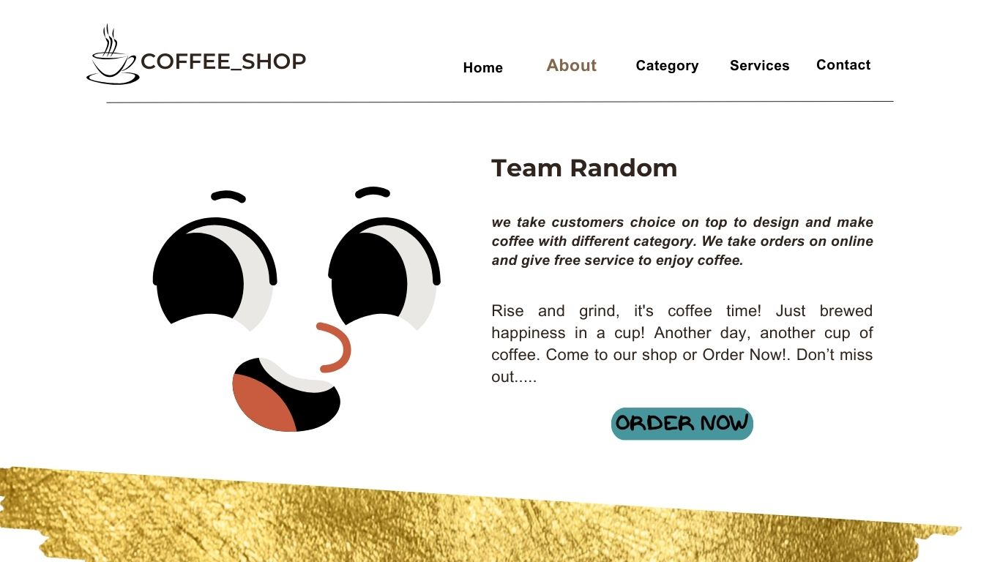 COFFEE_SHOP
Home About Category Services Contact
Team Random
we take customers choice on top to design and make
coffee with different category. We take orders on online
and give free service to enjoy coffee.
Rise and grind, it's coffee time! Just brewed
happiness in a cup! Another day, another cup of
coffee. Come to our shop or Order Now!. Don’t miss
out.....
ORDER NOW